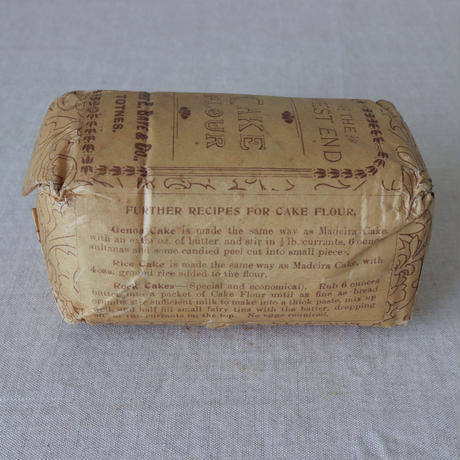 THE
WEST END
CAKE
FLOUR
& Co.,
TOTNES.
FURTHER RECIPES FOR CAKE FLOUR.
Genoa Cake is made the same way as Madeira Cake
with an extra oz. of butter, and stir in ½ lb. currants, 6 ounces
sultanas and some candied peel cut into small pieces.
Rice Cake is made the same way as Madeira Cake, with
4 ozs. ground rice added to the flour.
Rock Cakes—(Special and economical). Rub 6 ounces
butter into a packet of Cake Flour until as fine as bread
sufficient milk to make into a thick paste, mix up
well, and half fill small fairy tins with the batter, dropping
currants on the top. No eggs required.